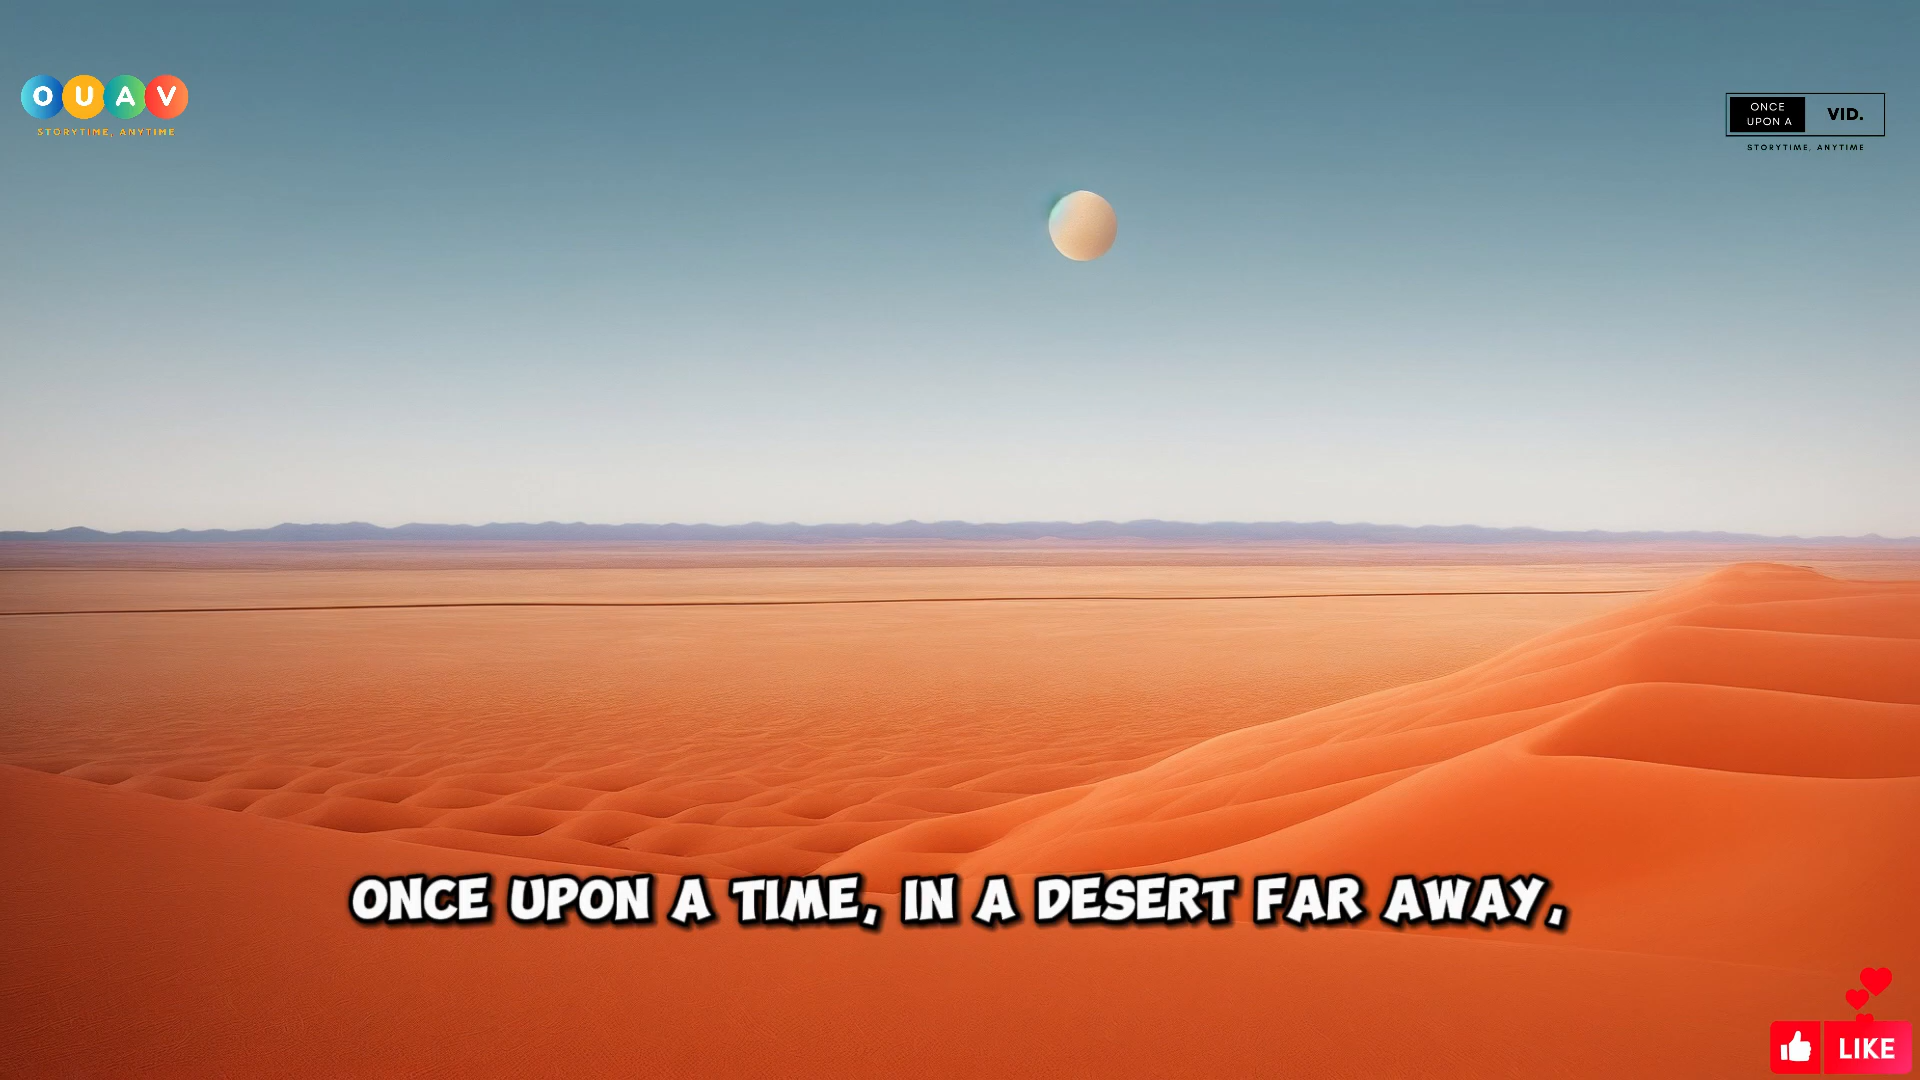 OUAV
STORYTIME, ANYTIME
ONCE
UPON A
VID.
STORYTIME, ANYTIME
ONCE UPON A TIME, IN A DESERT FAR AWAY,
LIKE